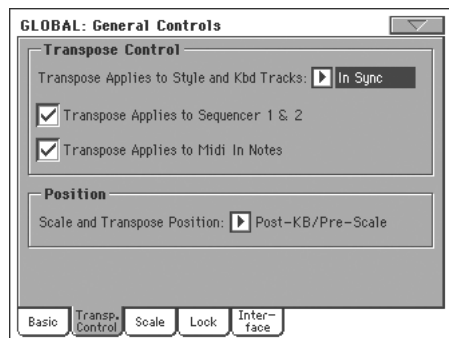 GLOBAL: General Controls
Transpose Control
Transpose Applies to Style and Kbd Tracks: In Sync
Transpose Applies to Sequencer 1 & 2
Transpose Applies to Midi In Notes
Position
Scale and Transpose Position: Post-KB/Pre-Scale
Basic Transp. Control Scale Lock Inter-face